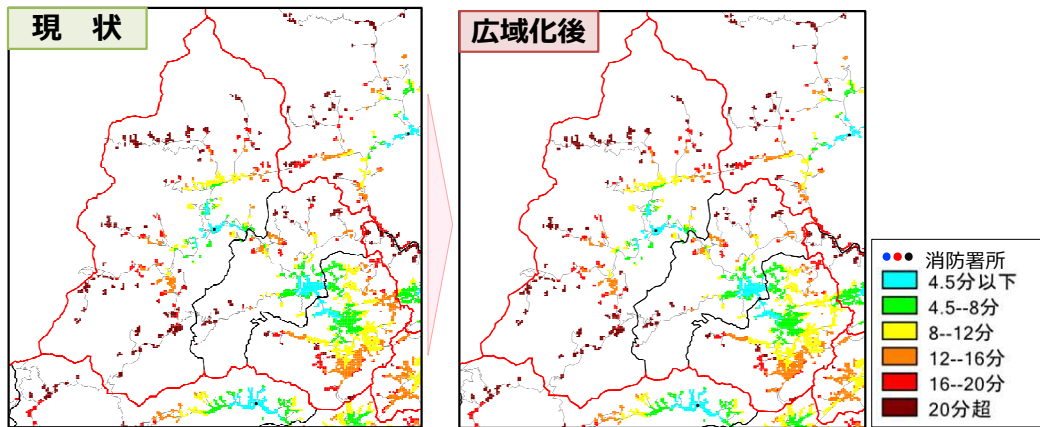 現　状
広域化後
消防署所
4.5分以下
4.5--8分
8--12分
12--16分
16--20分
20分超